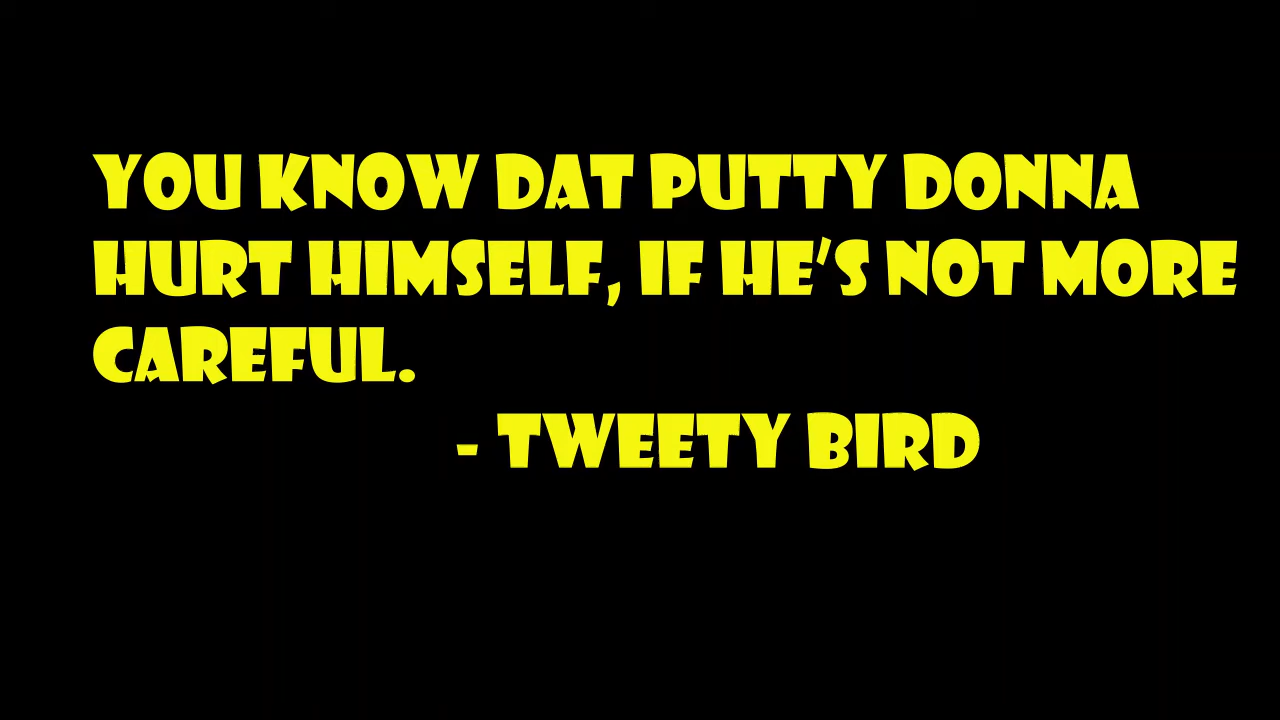 YOU KNOW DAT PUTTY DONNA
HURT HIMSELF, IF HE'S NOT MORE
CAREFUL.
- TWEETY BIRD